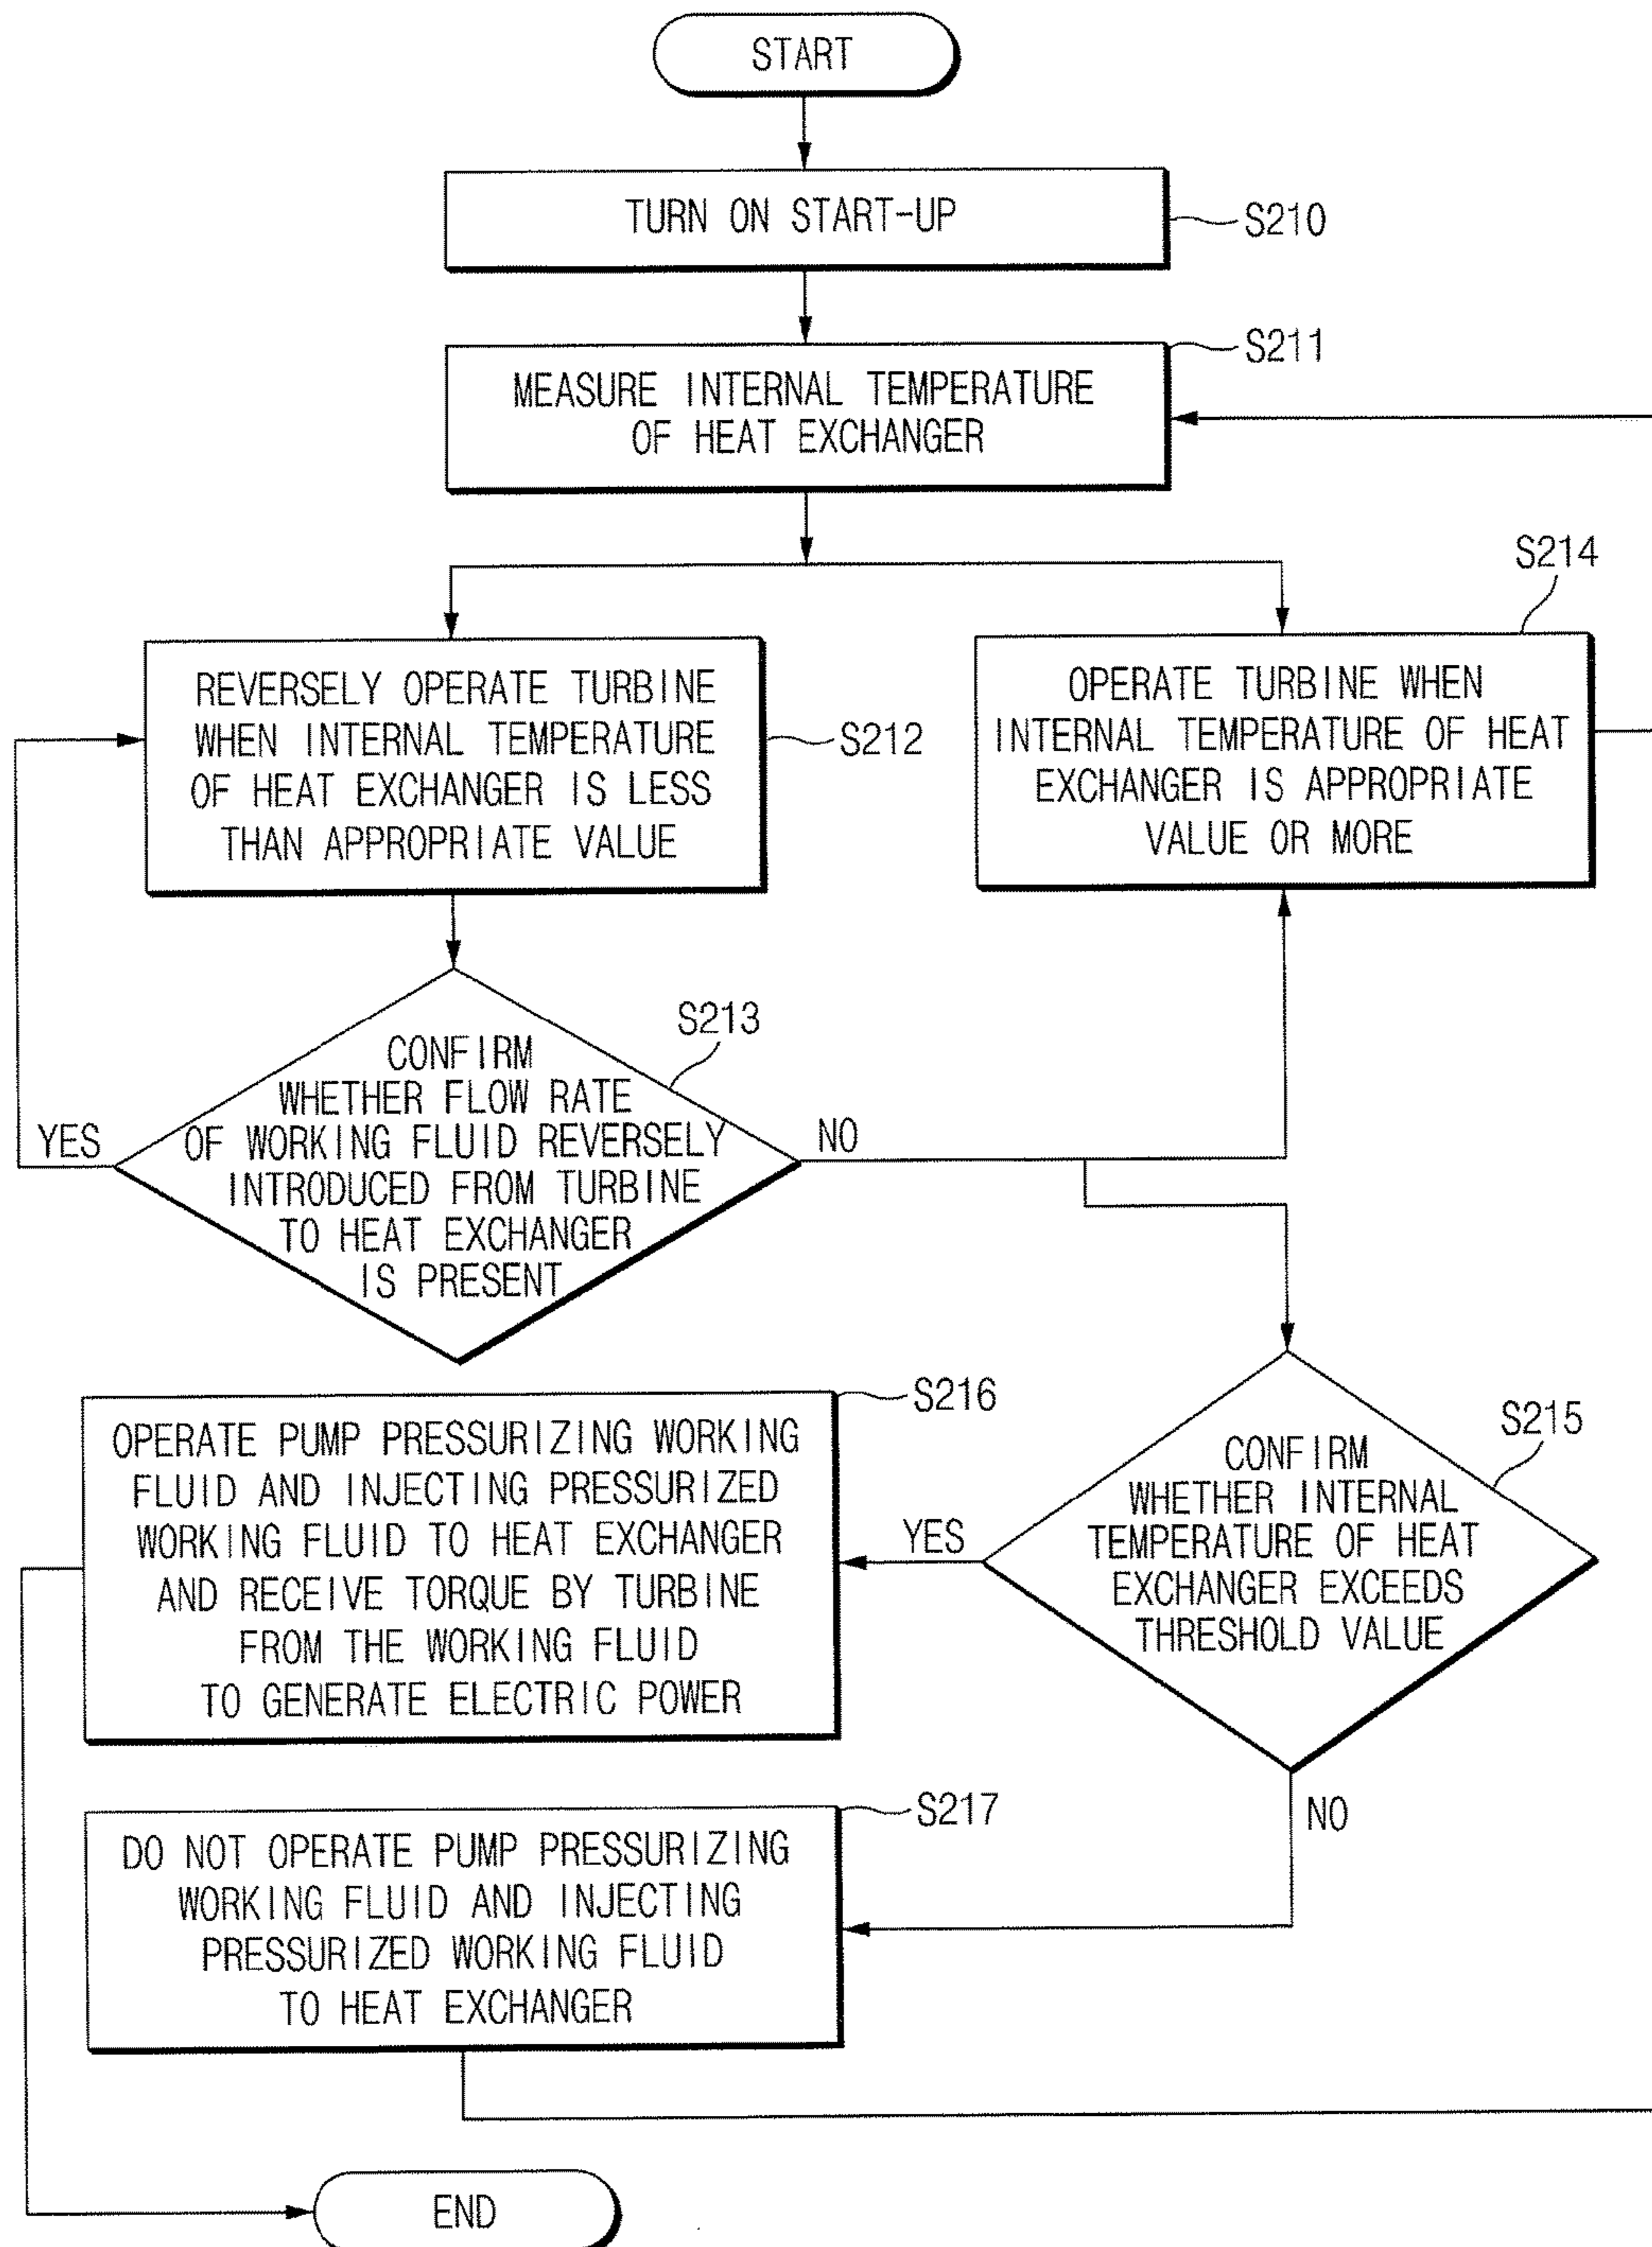 START
TURN ON START-UP
S210
S211
MEASURE INTERNAL TEMPERATURE
OF HEAT EXCHANGER
S214
REVERSELY OPERATE TURBINE
WHEN INTERNAL TEMPERATURE
OF HEAT EXCHANGER IS LESS
THAN APPROPRIATE VALUE
S212
OPERATE TURBINE WHEN
INTERNAL TEMPERATURE OF HEAT
EXCHANGER IS APPROPRIATE
VALUE OR MORE
S213
CONFIRM
WHETHER FLOW RATE
OF WORKING FLUID REVERSELY
INTRODUCED FROM TURBINE
TO HEAT EXCHANGER
IS PRESENT
YES
NO
S216
OPERATE PUMP PRESSURIZING WORKING
FLUID AND INJECTING PRESSURIZED
WORKING FLUID TO HEAT EXCHANGER
AND RECEIVE TORQUE BY TURBINE
FROM THE WORKING FLUID
TO GENERATE ELECTRIC POWER
S215
CONFIRM
WHETHER INTERNAL
TEMPERATURE OF HEAT
EXCHANGER EXCEEDS
THRESHOLD VALUE
YES
NO
S217
DO NOT OPERATE PUMP PRESSURIZING
WORKING FLUID AND INJECTING
PRESSURIZED WORKING FLUID
TO HEAT EXCHANGER
END